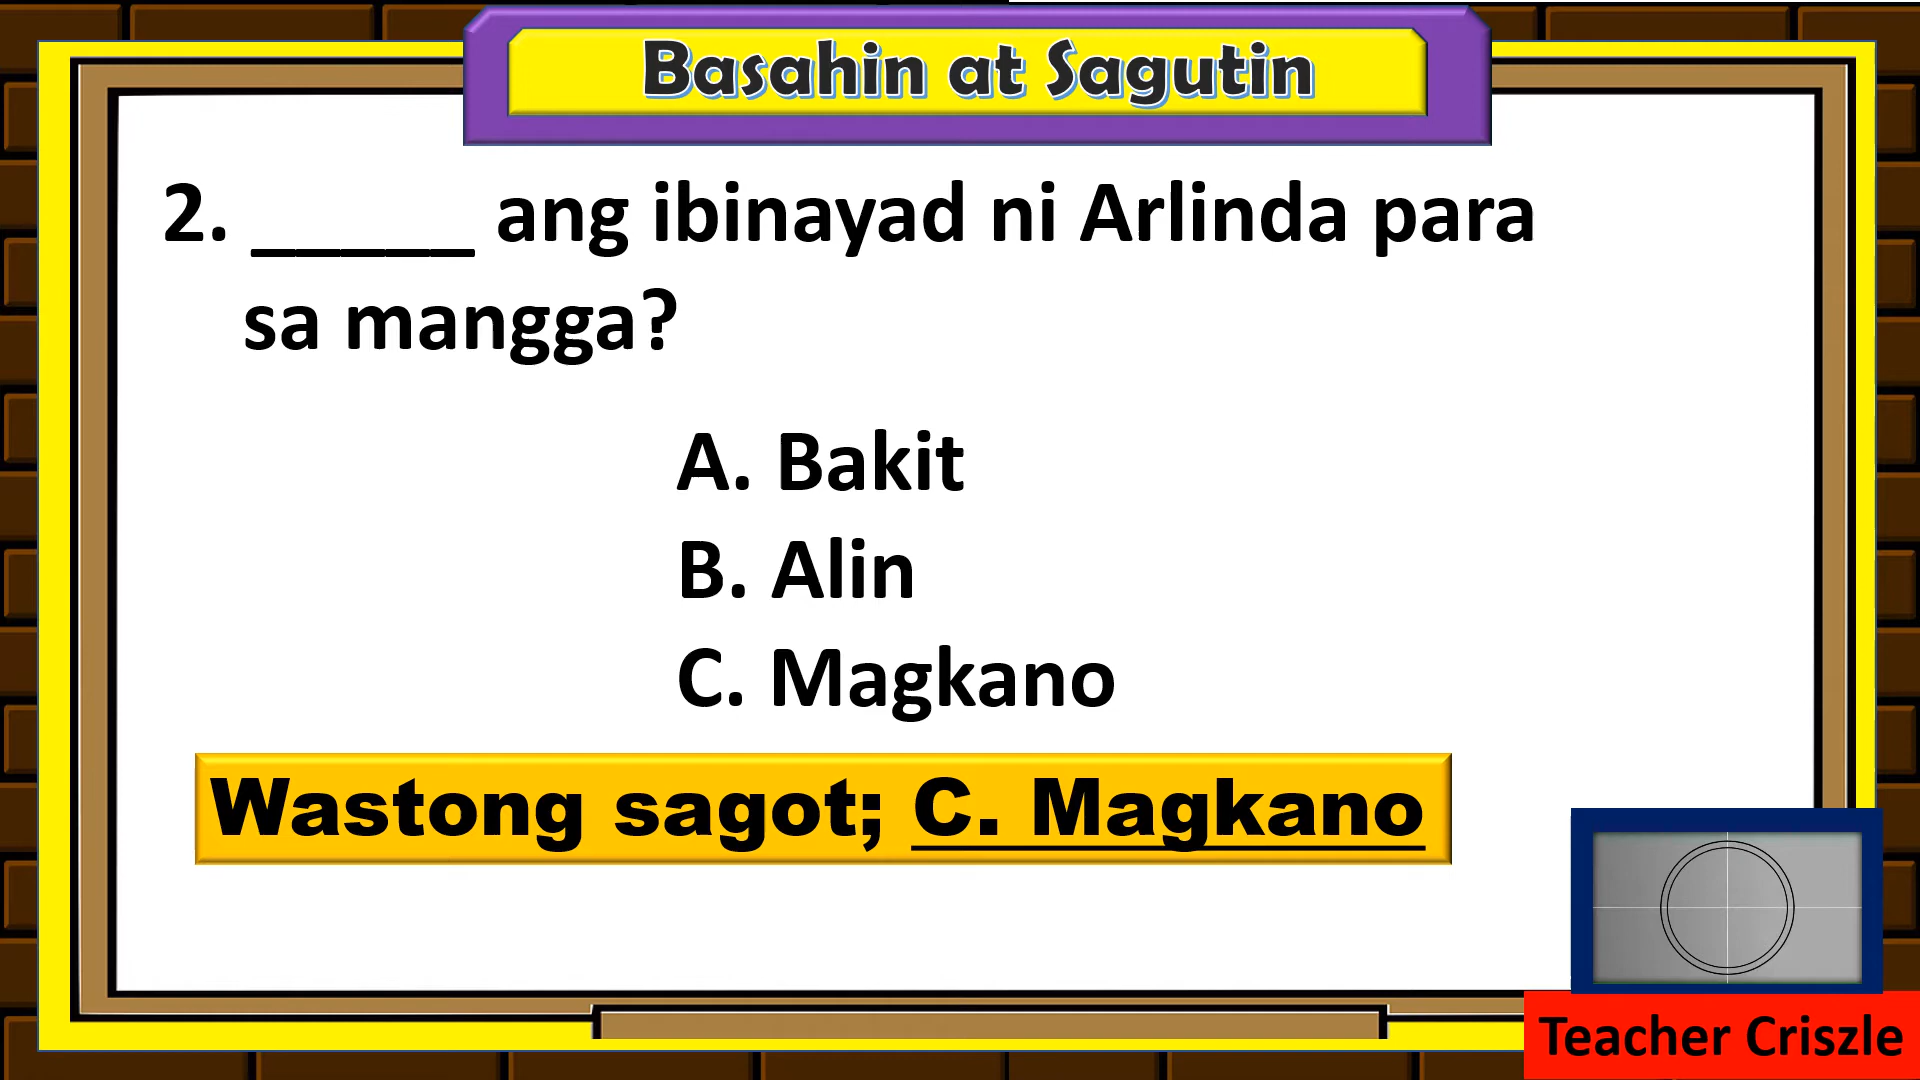 Basahin at Sagutin
2. _____ ang ibinayad ni Arlinda para
sa mangga?
A. Bakit
B. Alin
C. Magkano
Wastong sagot; C. Magkano
Teacher Criszle